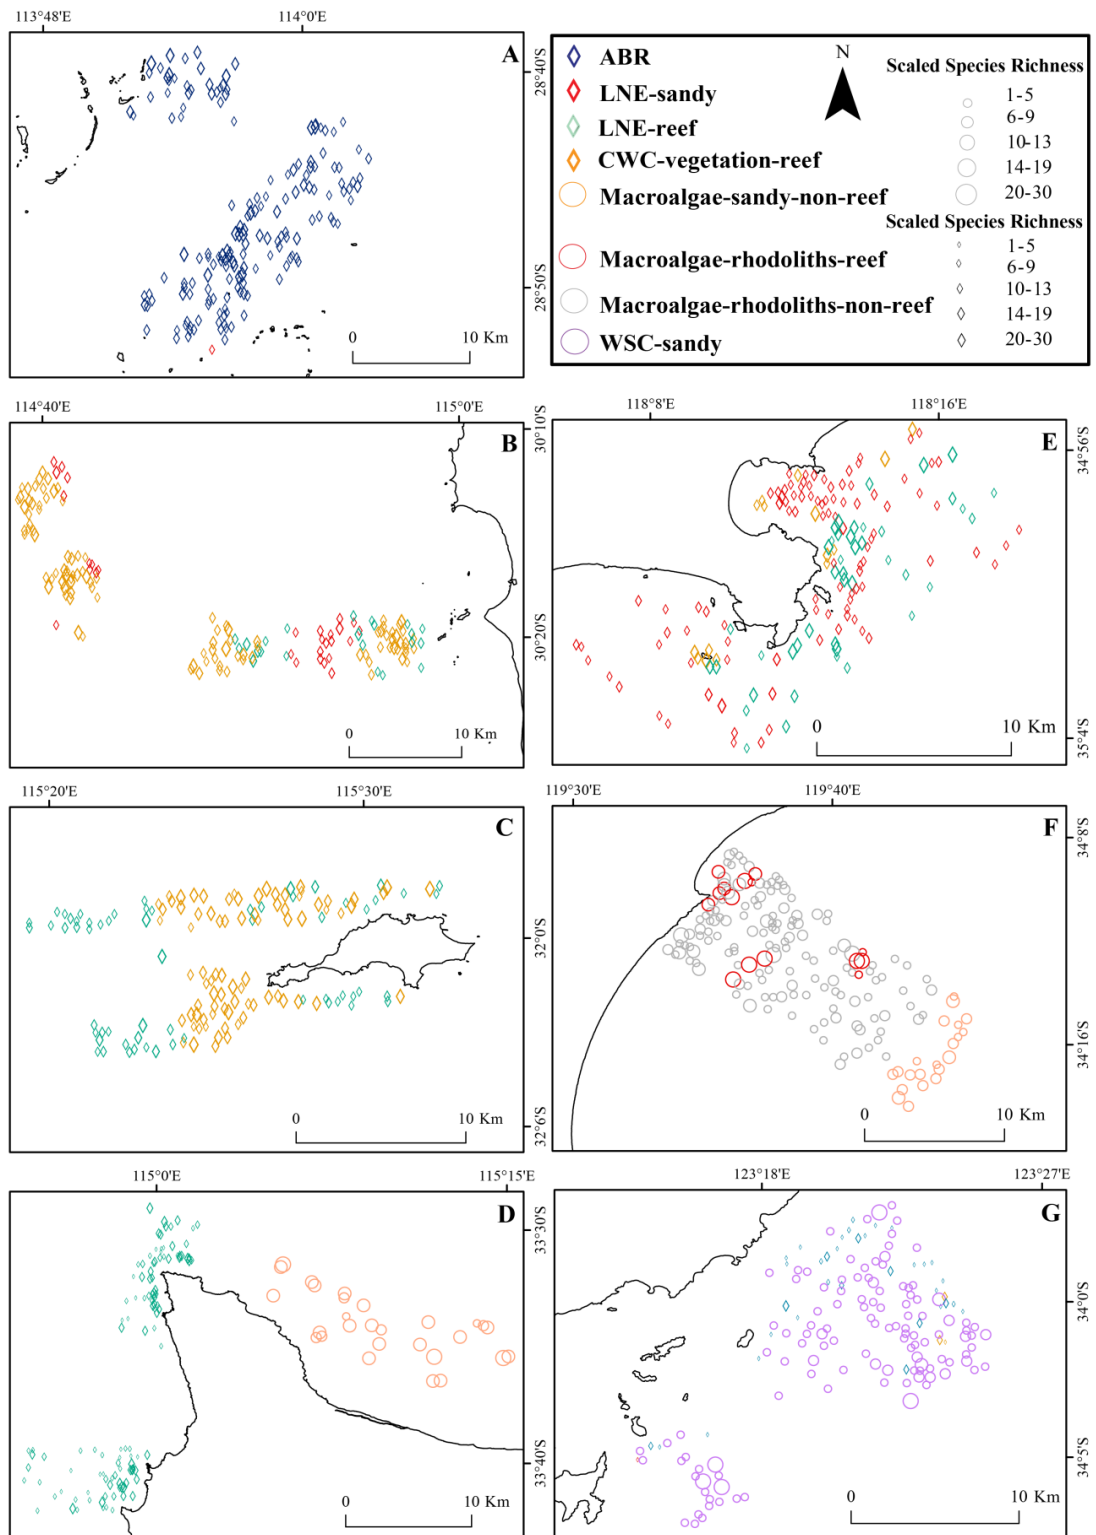 113°48'E
114°0'E
A
28°40'S
28°50'S
0
10 Km
ABR
LNE-sandy
LNE-reef
CWC-vegetation-reef
Macroalgae-sandy-non-reef
Macroalgae-rhodoliths-reef
Macroalgae-rhodoliths-non-reef
WSC-sandy
N
Scaled Species Richness
1-5
6-9
10-13
14-19
20-30
Scaled Species Richness
1-5
6-9
10-13
14-19
20-30
114°40'E
115°0'E
B
30°10'S
30°20'S
0
10 Km
118°8'E
118°16'E
E
34°56'S
35°4'S
0
10 Km
115°20'E
115°30'E
C
32°0'S
32°6'S
0
10 Km
119°30'E
119°40'E
F
34°8'S
34°16'S
0
10 Km
115°0'E
115°15'E
D
33°30'S
33°40'S
0
10 Km
123°18'E
123°27'E
G
34°0'S
34°5'S
0
10 Km